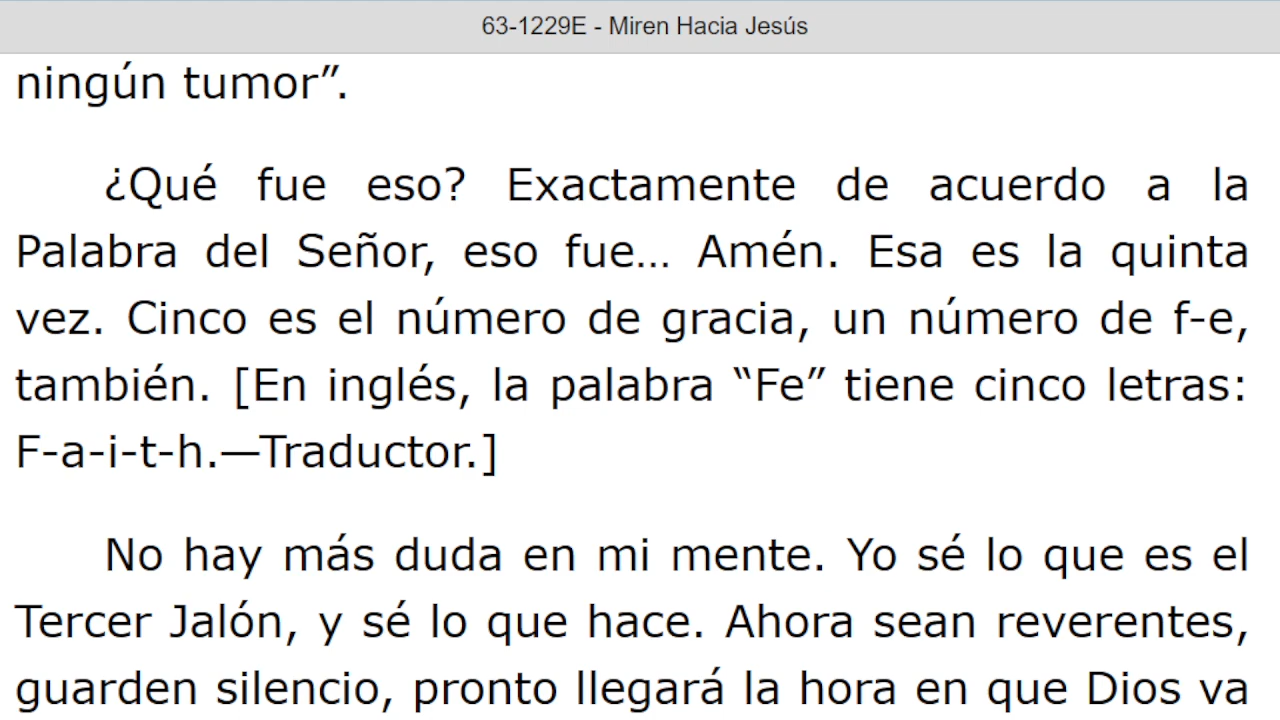 63-1229E - Miren Hacia Jesús
ningún tumor”.
¿Qué fue eso? Exactamente de acuerdo a la
Palabra del Señor, eso fue… Amén. Esa es la quinta
vez. Cinco es el número de gracia, un número de f-e,
también. [En inglés, la palabra “Fe” tiene cinco letras:
F-a-i-t-h.—Traductor.]
No hay más duda en mi mente. Yo sé lo que es el
Tercer Jalón, y sé lo que hace. Ahora sean reverentes,
guarden silencio, pronto llegará la hora en que Dios va